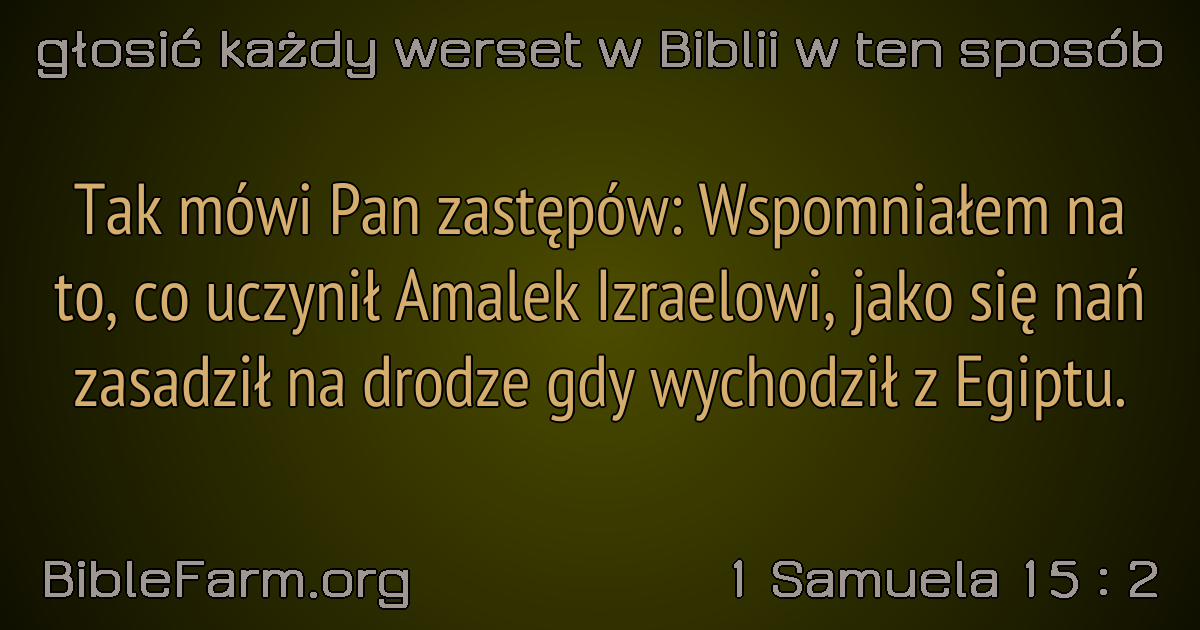 głosić każdy werset w Biblii w ten sposób
Tak mówi Pan zastępów: Wspomniałem na
to, co uczynił Amalek Izraelowi, jako się nań
zasadził na drodze gdy wychodził z Egiptu.
BibleFarm.org
1 Samuela 15 : 2